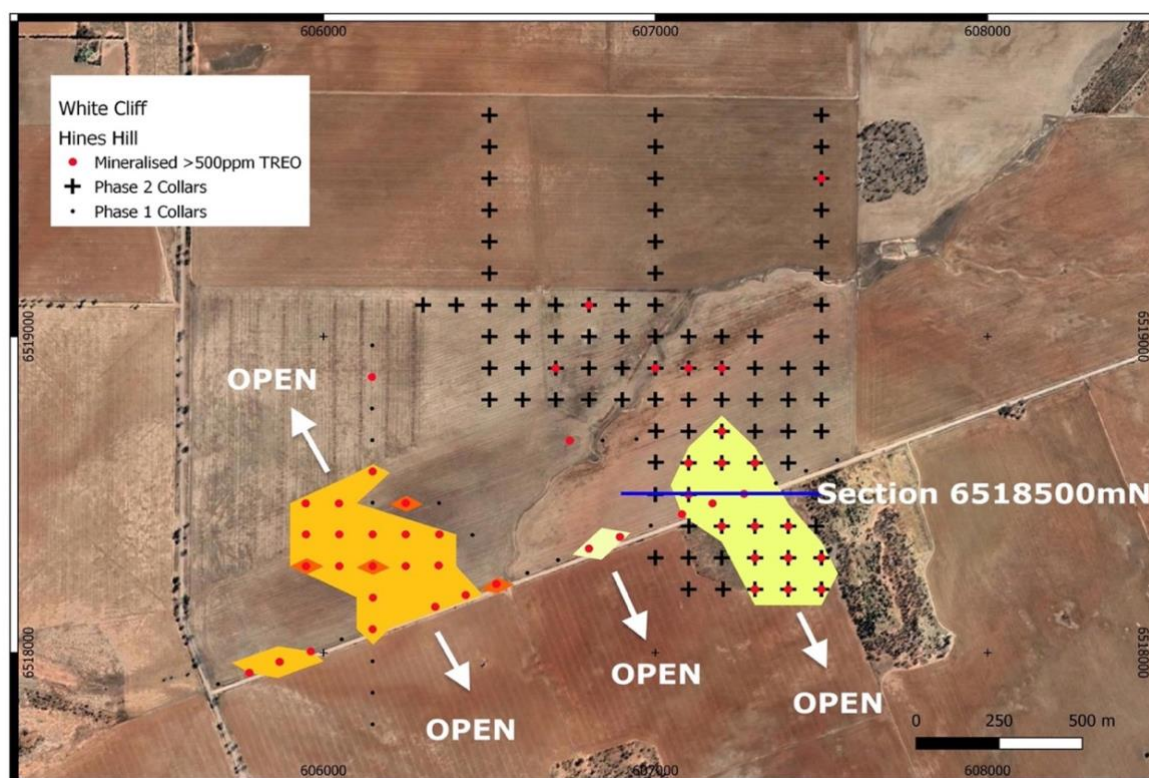 606000 607000 608000
White Cliff
Hines Hill
Mineralised >500ppm TREO
Phase 2 Collars
Phase 1 Collars
6519000 6519000
OPEN
Section 6518500mN
6518000 6518000
OPEN
OPEN
OPEN
0 250 500 m
606000 607000 608000